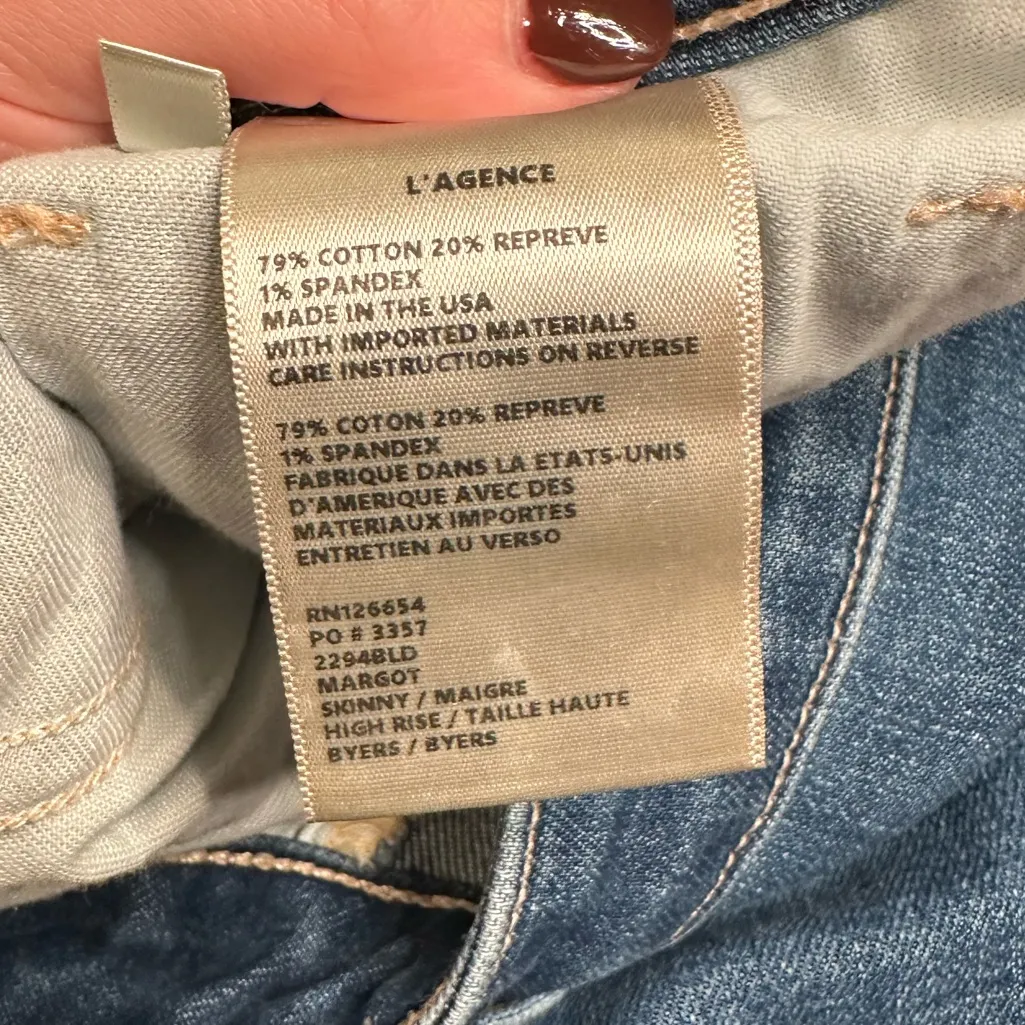 L'AGENCE
79% COTTON 20% REPREVE
1% SPANDEX
MADE IN THE USA
WITH IMPORTED MATERIALS
CARE INSTRUCTIONS ON REVERSE
79% COTON 20% REPREVE
1% SPANDEX
FABRIQUE DANS LA ETATS-UNIS
D'AMERIQUE AVEC DES
MATERIAUX IMPORTES
ENTRETIEN AU VERSO
RN126654
PO # 3357
2294BLD
MARGOT
SKINNY / MAIGRE
HIGH RISE / TAILLE HAUTE
BYERS / BYERS